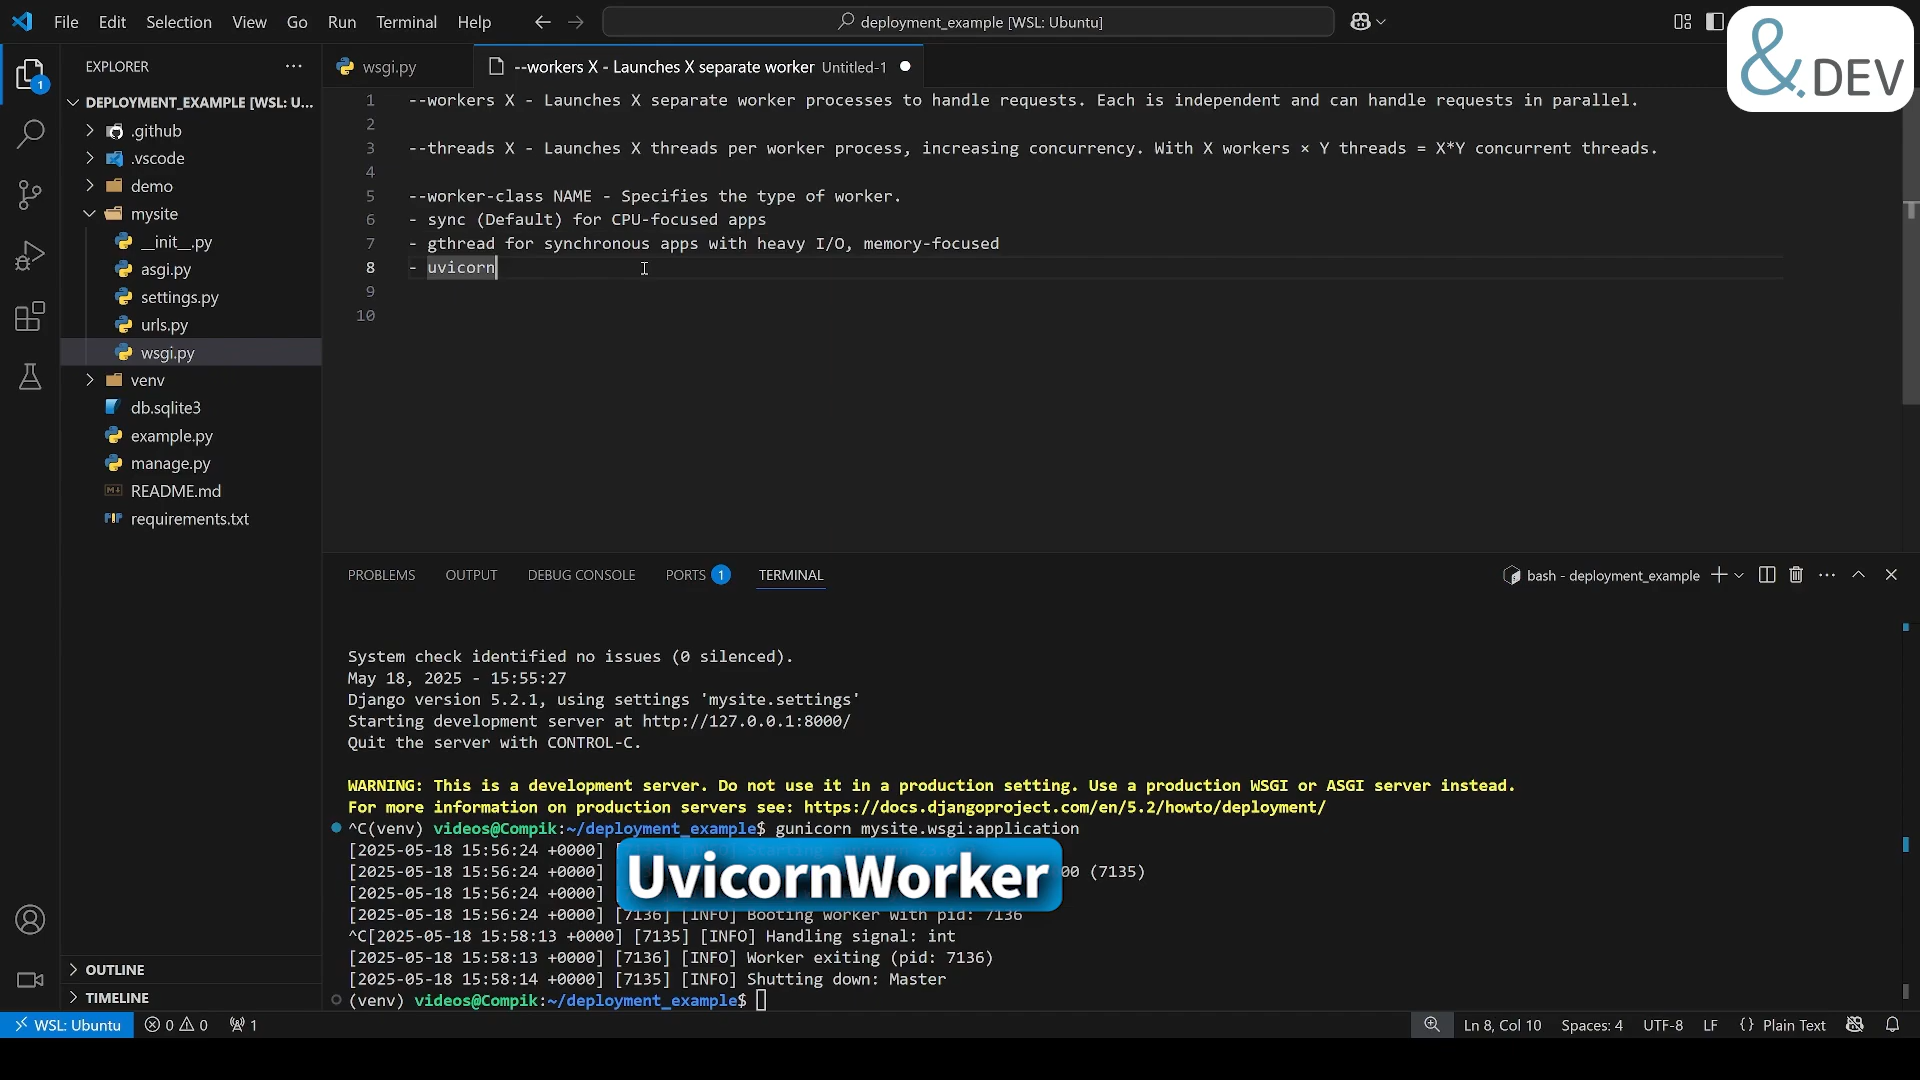 File Edit Selection View Go Run Terminal Help
deployment_example [WSL: Ubuntu]
&.DEV
EXPLORER
wsgi.py
--workers X - Launches X separate worker Untitled-1
1
DEPLOYMENT_EXAMPLE [WSL: U...
.github
.vscode
demo
mysite
__init__.py
asgi.py
settings.py
urls.py
wsgi.py
venv
db.sqlite3
example.py
manage.py
README.md
requirements.txt
OUTLINE
TIMELINE
1 --workers X - Launches X separate worker processes to handle requests. Each is independent and can handle requests in parallel.
2
3 --threads X - Launches X threads per worker process, increasing concurrency. With X workers × Y threads = X*Y concurrent threads.
4
5 --worker-class NAME - Specifies the type of worker.
6 - sync (Default) for CPU-focused apps
7 - gthread for synchronous apps with heavy I/O, memory-focused
8 - uvicorn
9
10
PROBLEMS OUTPUT DEBUG CONSOLE PORTS 1 TERMINAL
bash - deployment_example
System check identified no issues (0 silenced).
May 18, 2025 - 15:55:27
Django version 5.2.1, using settings 'mysite.settings'
Starting development server at http://127.0.0.1:8000/
Quit the server with CONTROL-C.
WARNING: This is a development server. Do not use it in a production setting. Use a production WSGI or ASGI server instead.
For more information on production servers see: https://docs.djangoproject.com/en/5.2/howto/deployment/
^C(venv) videos@Compik:~/deployment_example$ gunicorn mysite.wsgi:application
[2025-05-18 15:56:24 +0000]
[2025-05-18 15:56:24 +0000] 00 (7135)
[2025-05-18 15:56:24 +0000]
UvicornWorker
[2025-05-18 15:56:24 +0000] [7136] [INFO] Booting worker with pid: 7136
^C[2025-05-18 15:58:13 +0000] [7135] [INFO] Handling signal: int
[2025-05-18 15:58:13 +0000] [7136] [INFO] Worker exiting (pid: 7136)
[2025-05-18 15:58:14 +0000] [7135] [INFO] Shutting down: Master
(venv) videos@Compik:~/deployment_example$
WSL: Ubuntu 0 0 1
Ln 8, Col 10 Spaces: 4 UTF-8 LF {} Plain Text